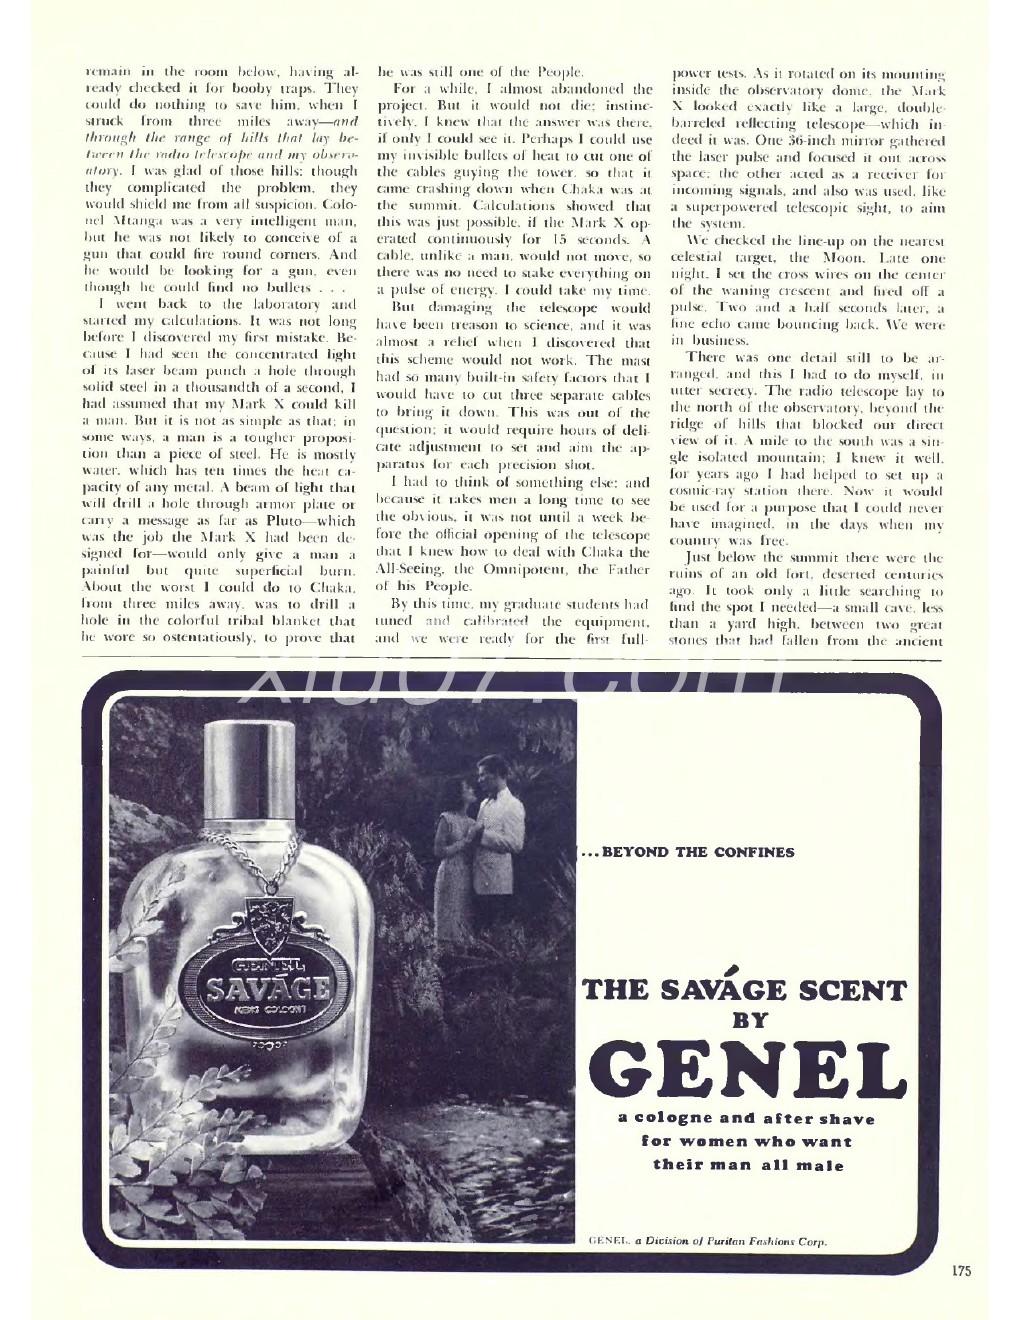 remain in the room below, having al-
ready checked it for booby traps. They
could do nothing to save him, when I
struck from three miles away—and
through the range of hills that lay be-
tween the radio telescope and my observ-
atory. I was glad of those hills; though
they complicated the problem, they
would shield me from all suspicion. Colo-
nel Mtanga was a very intelligent man,
but he was not likely to conceive of a
gun that could fire round corners. And
he would be looking for a gun, even
though he could find no bullets . . .
I went back to the laboratory and
started my calculations. It was not long
before I discovered my first mistake. Be-
cause I had seen the concentrated light
of its laser beam punch a hole through
solid steel in a thousandth of a second, I
had assumed that my Mark X could kill
a man. But it is not as simple as that; in
some ways, a man is a tougher proposi-
tion than a piece of steel. He is mostly
water, which has ten times the heat ca-
pacity of any metal. A beam of light that
will drill a hole through armor plate or
carry a message as far as Pluto—which
was the job the Mark X had been de-
signed for—would only give a man a
painful but quite superficial burn.
About the worst I could do to Chaka,
from three miles away, was to drill a
hole in the colorful tribal blanket that
he wore so ostentatiously, to prove that
he was still one of the People.
For a while, I almost abandoned the
project. But it would not die; instinc-
tively, I knew that the answer was there,
if only I could see it. Perhaps I could use
my invisible bullets of heat to cut one of
the cables guying the tower, so that it
came crashing down when Chaka was at
the summit. Calculations showed that
this was just possible, if the Mark X op-
erated continuously for 15 seconds. A
cable, unlike a man, would not move, so
there was no need to stake everything on
a pulse of energy. I could take my time.
But damaging the telescope would
have been treason to science, and it was
almost a relief when I discovered that
this scheme would not work. The mast
had so many built-in safety factors that I
would have to cut three separate cables
to bring it down. This was out of the
question; it would require hours of deli-
cate adjustment to set and aim the ap-
paratus for each precision shot.
I had to think of something else; and
because it takes men a long time to see
the obvious, it was not until a week be-
fore the official opening of the telescope
that I knew how to deal with Chaka the
All-Seeing, the Omnipotent, the Father
of his People.
By this time, my graduate students had
tuned and calibrated the equipment,
and we were ready for the first full-
power tests. As it rotated on its mounting
inside the observatory dome, the Mark
X looked exactly like a large, double-
barreled reflecting telescope—which in-
deed it was. One 36-inch mirror gathered
the laser pulse and focused it out across
space; the other acted as a receiver for
incoming signals, and also was used, like
a superpowered telescopic sight, to aim
the system.
We checked the line-up on the nearest
celestial target, the Moon. Late one
night, I set the cross wires on the center
of the waning crescent and fired off a
pulse. Two and a half seconds later, a
fine echo came bouncing back. We were
in business.
There was one detail still to be ar-
ranged, and this I had to do myself, in
utter secrecy. The radio telescope lay to
the north of the observatory, beyond the
ridge of hills that blocked our direct
view of it. A mile to the south was a sin-
gle isolated mountain; I knew it well,
for years ago I had helped to set up a
cosmic-ray station there. Now it would
be used for a purpose that I could never
have imagined, in the days when my
country was free.
Just below the summit there were the
ruins of an old fort, deserted centuries
ago. It took only a little searching to
find the spot I needed—a small cave, less
than a yard high, between two great
stones that had fallen from the ancient
xiuo7.com
GENEL
SAVÁGE
MEN'S COLOGNE
...BEYOND THE CONFINES
THE SAVÁGE SCENT
BY
GENEL
a cologne and after shave
for women who want
their man all male
GENEL, a Division of Puritan Fashions Corp.
175